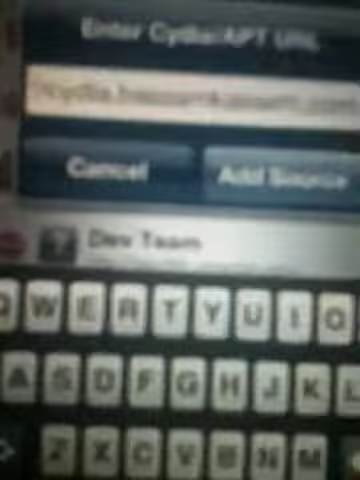 Enter Cydia/APT URL
Cancel
Add Source
Dev Team
Q W E R T Y U I O
A S D F G H J K L
Z X C V B N M